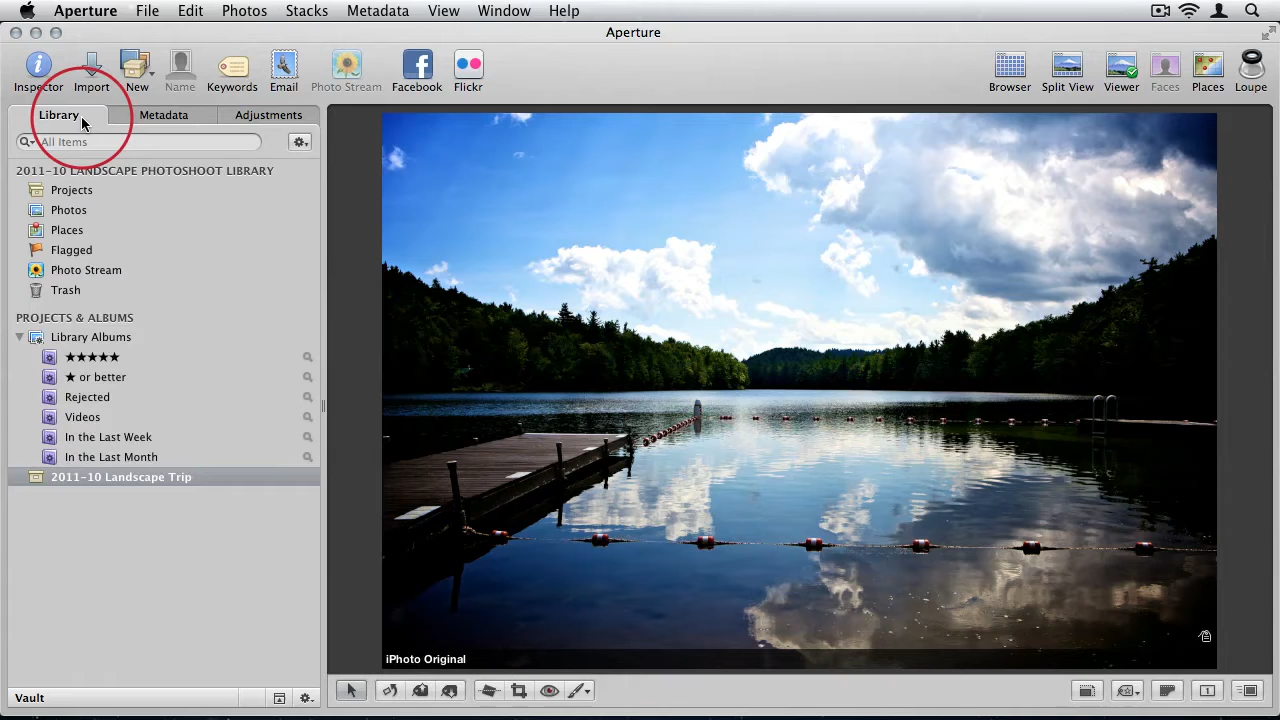 Aperture File Edit Photos Stacks Metadata View Window Help
Aperture
Inspector Import New Name Keywords Email Photo Stream Facebook Flickr Browser Split View Viewer Faces Places Loupe
Library Metadata Adjustments
All Items
2011-10 LANDSCAPE PHOTOSHOOT LIBRARY
Projects
Photos
Places
Flagged
Photo Stream
Trash
PROJECTS & ALBUMS
Library Albums
★★★★★
★ or better
Rejected
Videos
In the Last Week
In the Last Month
2011-10 Landscape Trip
iPhoto Original
Vault
1